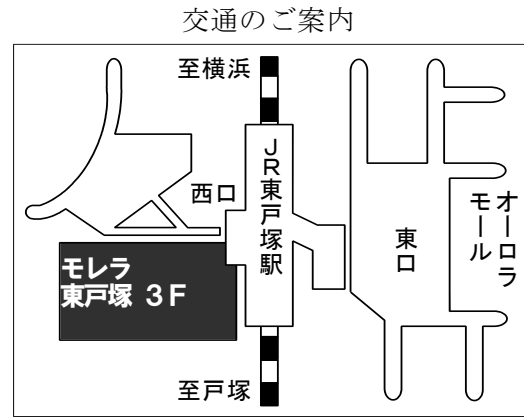 交通のご案内
至横浜
JR東戸塚駅
西口
東口
オーロラ
モール
モレラ
東戸塚 3F
至戸塚